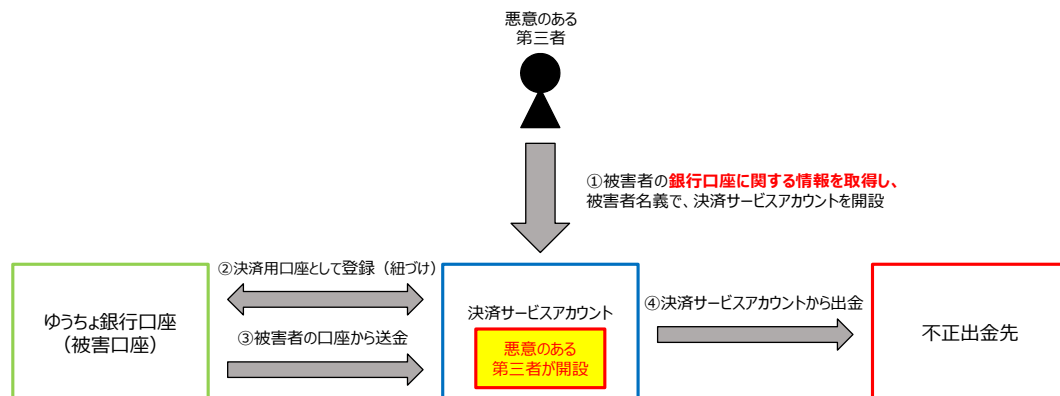 悪意のある
第三者
①被害者の銀行口座に関する情報を取得し、
被害者名義で、決済サービスアカウントを開設
②決済用口座として登録（紐づけ）
ゆうちょ銀行口座
（被害口座）
③被害者の口座から送金
決済サービスアカウント
悪意のある
第三者が開設
④決済サービスアカウントから出金
不正出金先